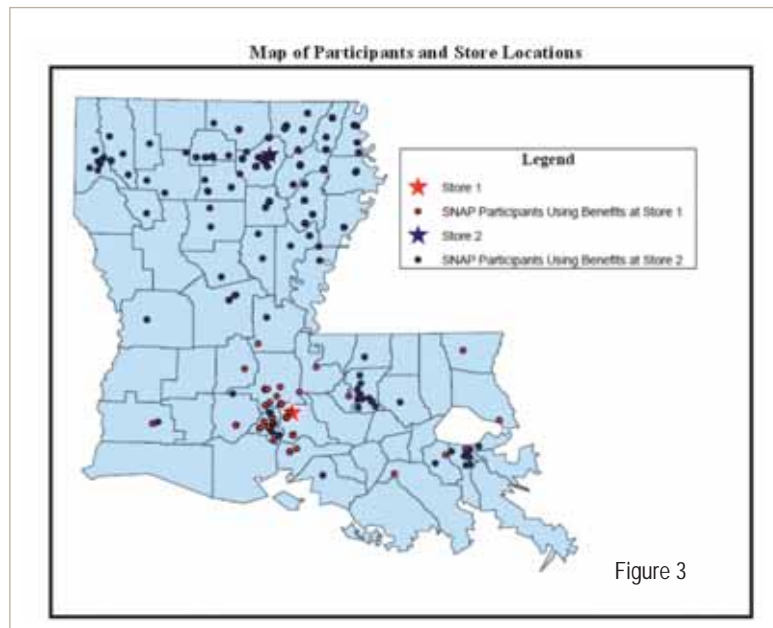 Map of Participants and Store Locations
Legend
Store 1
SNAP Participants Using Benefits at Store 1
Store 2
SNAP Participants Using Benefits at Store 2
Figure 3